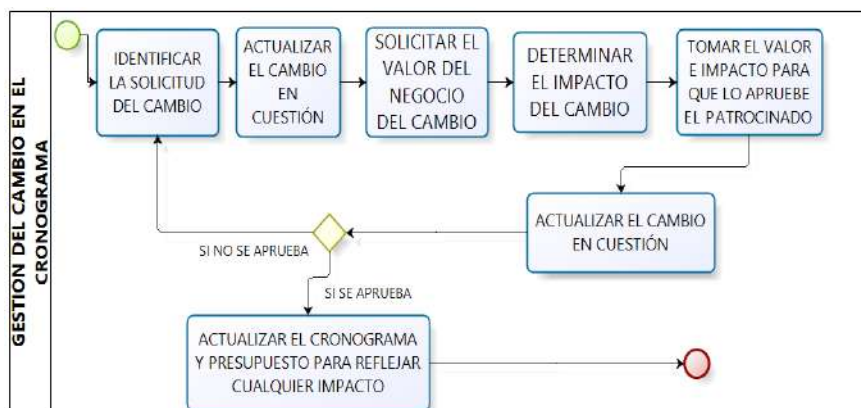 GESTION DEL CAMBIO EN EL
CRONOGRAMA
IDENTIFICAR
LA SOLICITUD
DEL CAMBIO
ACTUALIZAR
EL CAMBIO
EN
CUESTIÓN
SOLICITAR EL
VALOR DEL
NEGOCIO
DEL CAMBIO
DETERMINAR
EL IMPACTO
DEL CAMBIO
TOMAR EL VALOR
E IMPACTO PARA
QUE LO APRUEBE
EL PATROCINADO
ACTUALIZAR EL CAMBIO
EN CUESTIÓN
SI NO SE APRUEBA
SI SE APRUEBA
ACTUALIZAR EL CRONOGRAMA
Y PRESUPUESTO PARA REFLEJAR
CUALQUIER IMPACTO